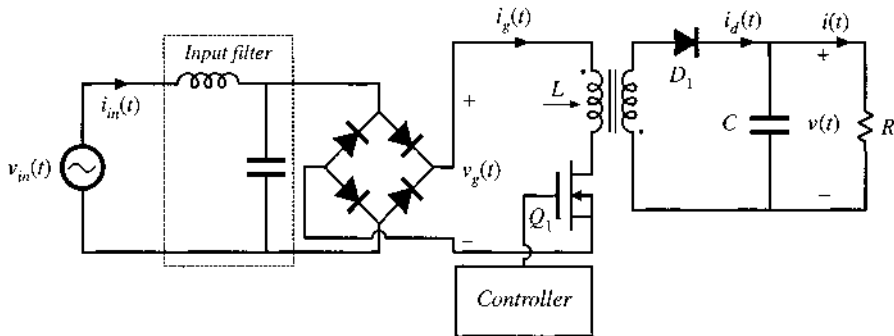 Input filter
i_g(t)
i_d(t)
i(t)
i_in(t)
+
L
D_1
+
C
v(t)
R
v_in(t)
v_g(t)
–
Q_1
–
Controller